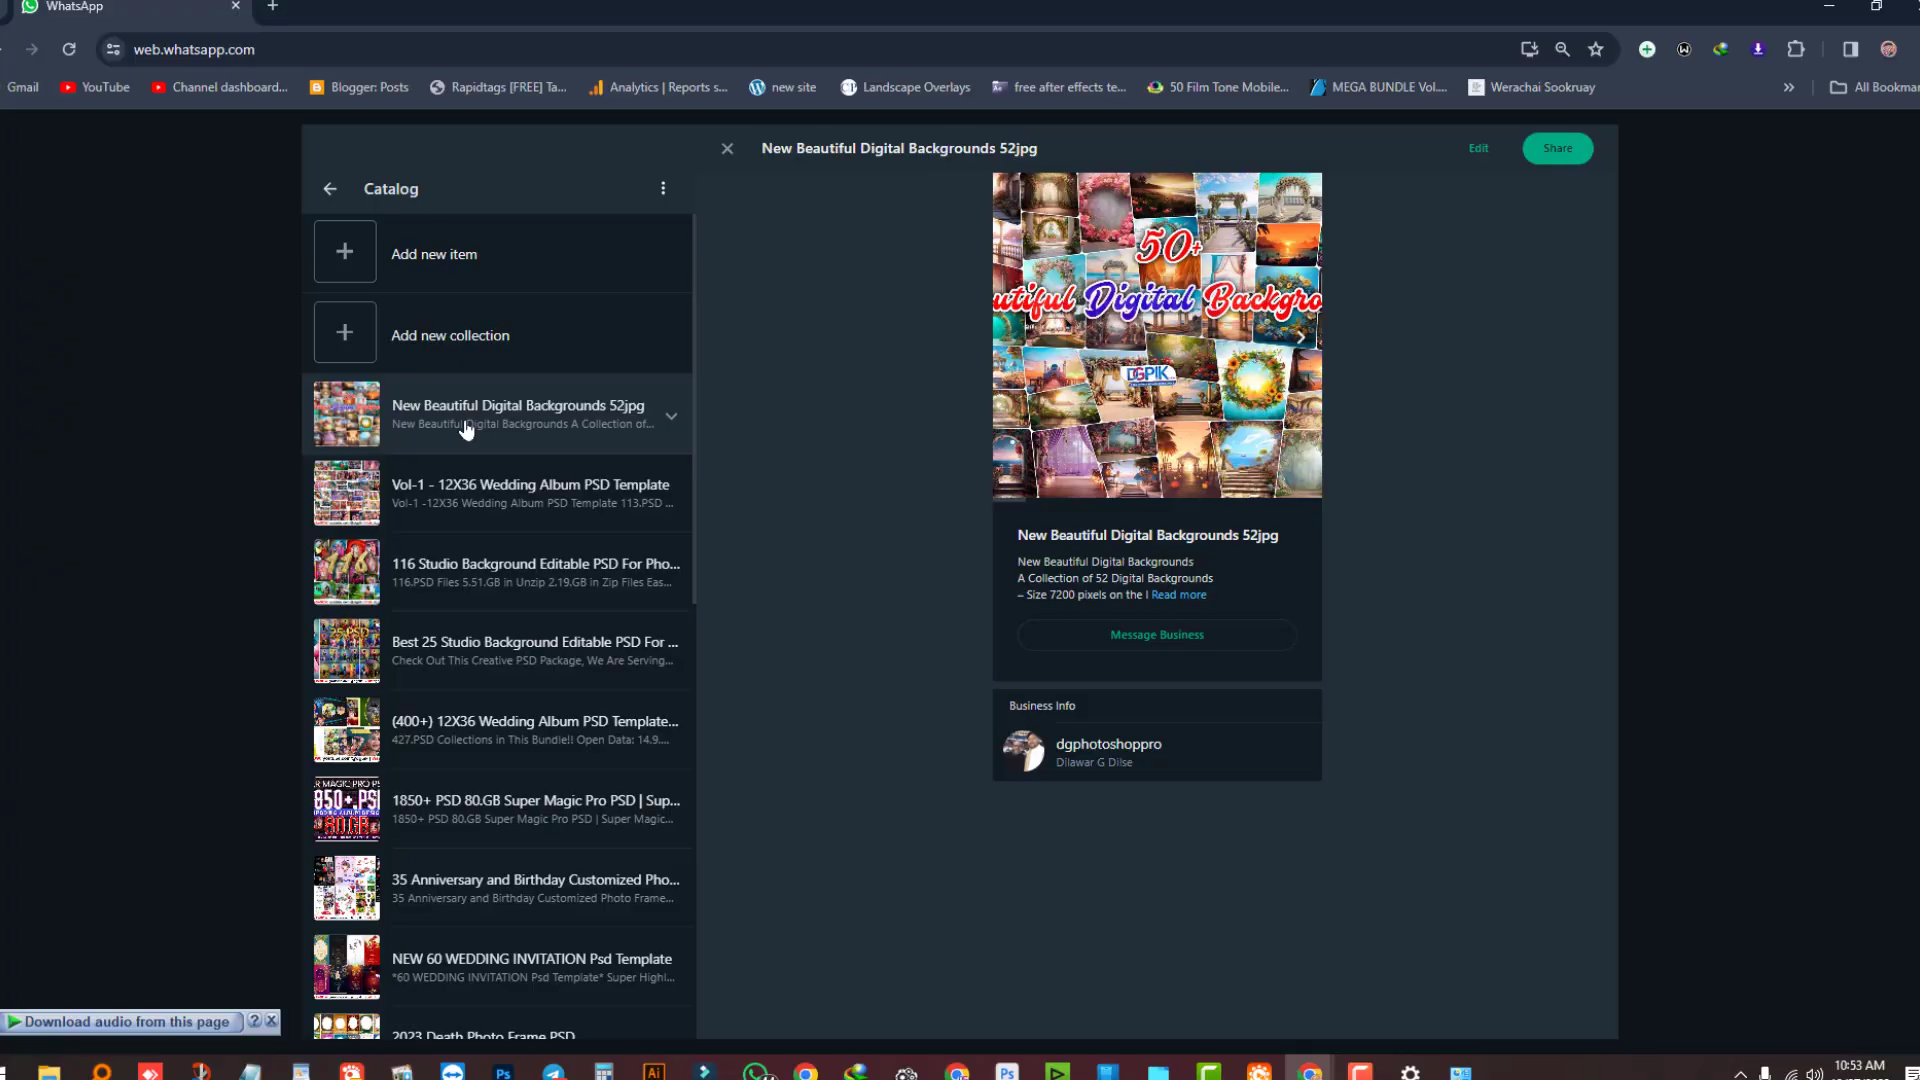 WhatsApp
web.whatsapp.com
Gmail
YouTube
Channel dashboard...
Blogger: Posts
Rapidtags [FREE] Ta...
Analytics | Reports s...
new site
Landscape Overlays
free after effects te...
50 Film Tone Mobile...
MEGA BUNDLE Vol....
Werachai Sookruay
All Bookmar
Catalog
Add new item
Add new collection
New Beautiful Digital Backgrounds 52jpg
New Beautiful Digital Backgrounds A Collection of...
Vol-1 - 12X36 Wedding Album PSD Template
Vol-1 -12X36 Wedding Album PSD Template 113.PSD ...
116 Studio Background Editable PSD For Pho...
116.PSD Files 5.51.GB in Unzip 2.19.GB in Zip Files Eas...
Best 25 Studio Background Editable PSD For ...
Check Out This Creative PSD Package, We Are Serving...
(400+) 12X36 Wedding Album PSD Template...
427.PSD Collections in This Bundle!! Open Data: 14.9....
1850+ PSD 80.GB Super Magic Pro PSD | Sup...
1850+ PSD 80.GB Super Magic Pro PSD | Super Magic...
35 Anniversary and Birthday Customized Pho...
35 Anniversary and Birthday Customized Photo Frame...
NEW 60 WEDDING INVITATION Psd Template
*60 WEDDING INVITATION Psd Template* Super Highl...
2023 Death Photo Frame PSD
New Beautiful Digital Backgrounds 52jpg
Edit
Share
50+
utiful Digital Backgro
DGPIK
New Beautiful Digital Backgrounds 52jpg
New Beautiful Digital Backgrounds
A Collection of 52 Digital Backgrounds
– Size 7200 pixels on the l Read more
Message Business
Business Info
dgphotoshoppro
Dilawar G Dilse
Download audio from this page
10:53 AM